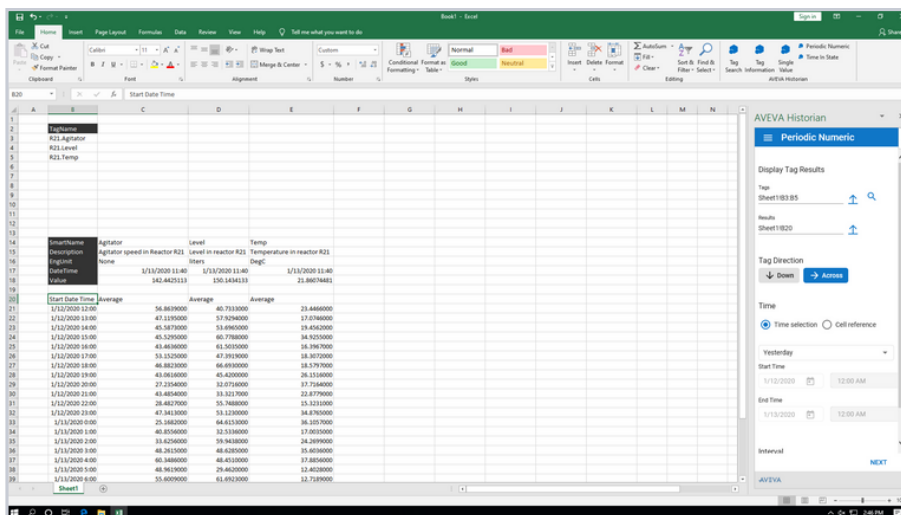 Book1 - Excel
Sign in
File Home Insert Page Layout Formulas Data Review View Help Tell me what you want to do Share
Cut
Copy
Format Painter
Clipboard
Calibri 11
Font
Wrap Text
Merge & Center
Alignment
Custom
Number
Conditional Formatting Format as Table
Normal Bad
Good Neutral
Styles
Insert Delete Format
Cells
AutoSum
Fill
Clear
Sort & Filter Find & Select
Editing
Tag Search Tag Information Single Value
Periodic Numeric
Time in State
AVEVA Historian
B20 Start Date Time
A B C D E F G H I J K L M N
TagName
R21.Agitator
R21.Level
R21.Temp
SmartName Agitator Level Temp
Description Agitator speed in Reactor R21 Level in reactor R21 Temperature in reactor R21
EngUnit None liters DegC
DateTime 1/13/2020 11:40 1/13/2020 11:40 1/13/2020 11:40
Value 142.4425113 150.1434133 21.86074481
Start Date Time Average Average Average
1/12/2020 12:00 56.8639000 40.7333000 23.4466000
1/12/2020 13:00 47.1195000 57.9294000 17.0746000
1/12/2020 14:00 45.5873000 53.6965000 19.4562000
1/12/2020 15:00 45.5295000 60.7768000 34.9255000
1/12/2020 16:00 43.4636000 61.5035000 16.3967000
1/12/2020 17:00 53.1525000 47.3919000 18.3072000
1/12/2020 18:00 46.8823000 66.6930000 18.5797000
1/12/2020 19:00 43.0616000 45.4200000 26.1516000
1/12/2020 20:00 27.2354000 32.0716000 37.7164000
1/12/2020 21:00 43.4854000 33.3217000 22.8779000
1/12/2020 22:00 28.4827000 55.7488000 15.3231000
1/12/2020 23:00 47.3413000 53.1230000 34.8765000
1/13/2020 0:00 25.1682000 64.6153000 36.1057000
1/13/2020 1:00 40.8556000 32.5336000 17.0035000
1/13/2020 2:00 33.6256000 59.9438000 24.2699000
1/13/2020 3:00 48.2615000 48.6285000 35.6036000
1/13/2020 4:00 60.3486000 48.4510000 37.8856000
1/13/2020 5:00 48.9619000 29.4620000 12.4028000
1/13/2020 6:00 55.6009000 61.6923000 12.7189000
Sheet1
AVEVA Historian
Periodic Numeric
Display Tag Results
Tags
Sheet1!B3:B5
Results
Sheet1!B20
Tag Direction
Down Across
Time
Time selection Cell reference
Yesterday
Start Time
1/12/2020 12:00 AM
End Time
1/13/2020 12:00 AM
Interval
NEXT
AVEVA
2:46 PM